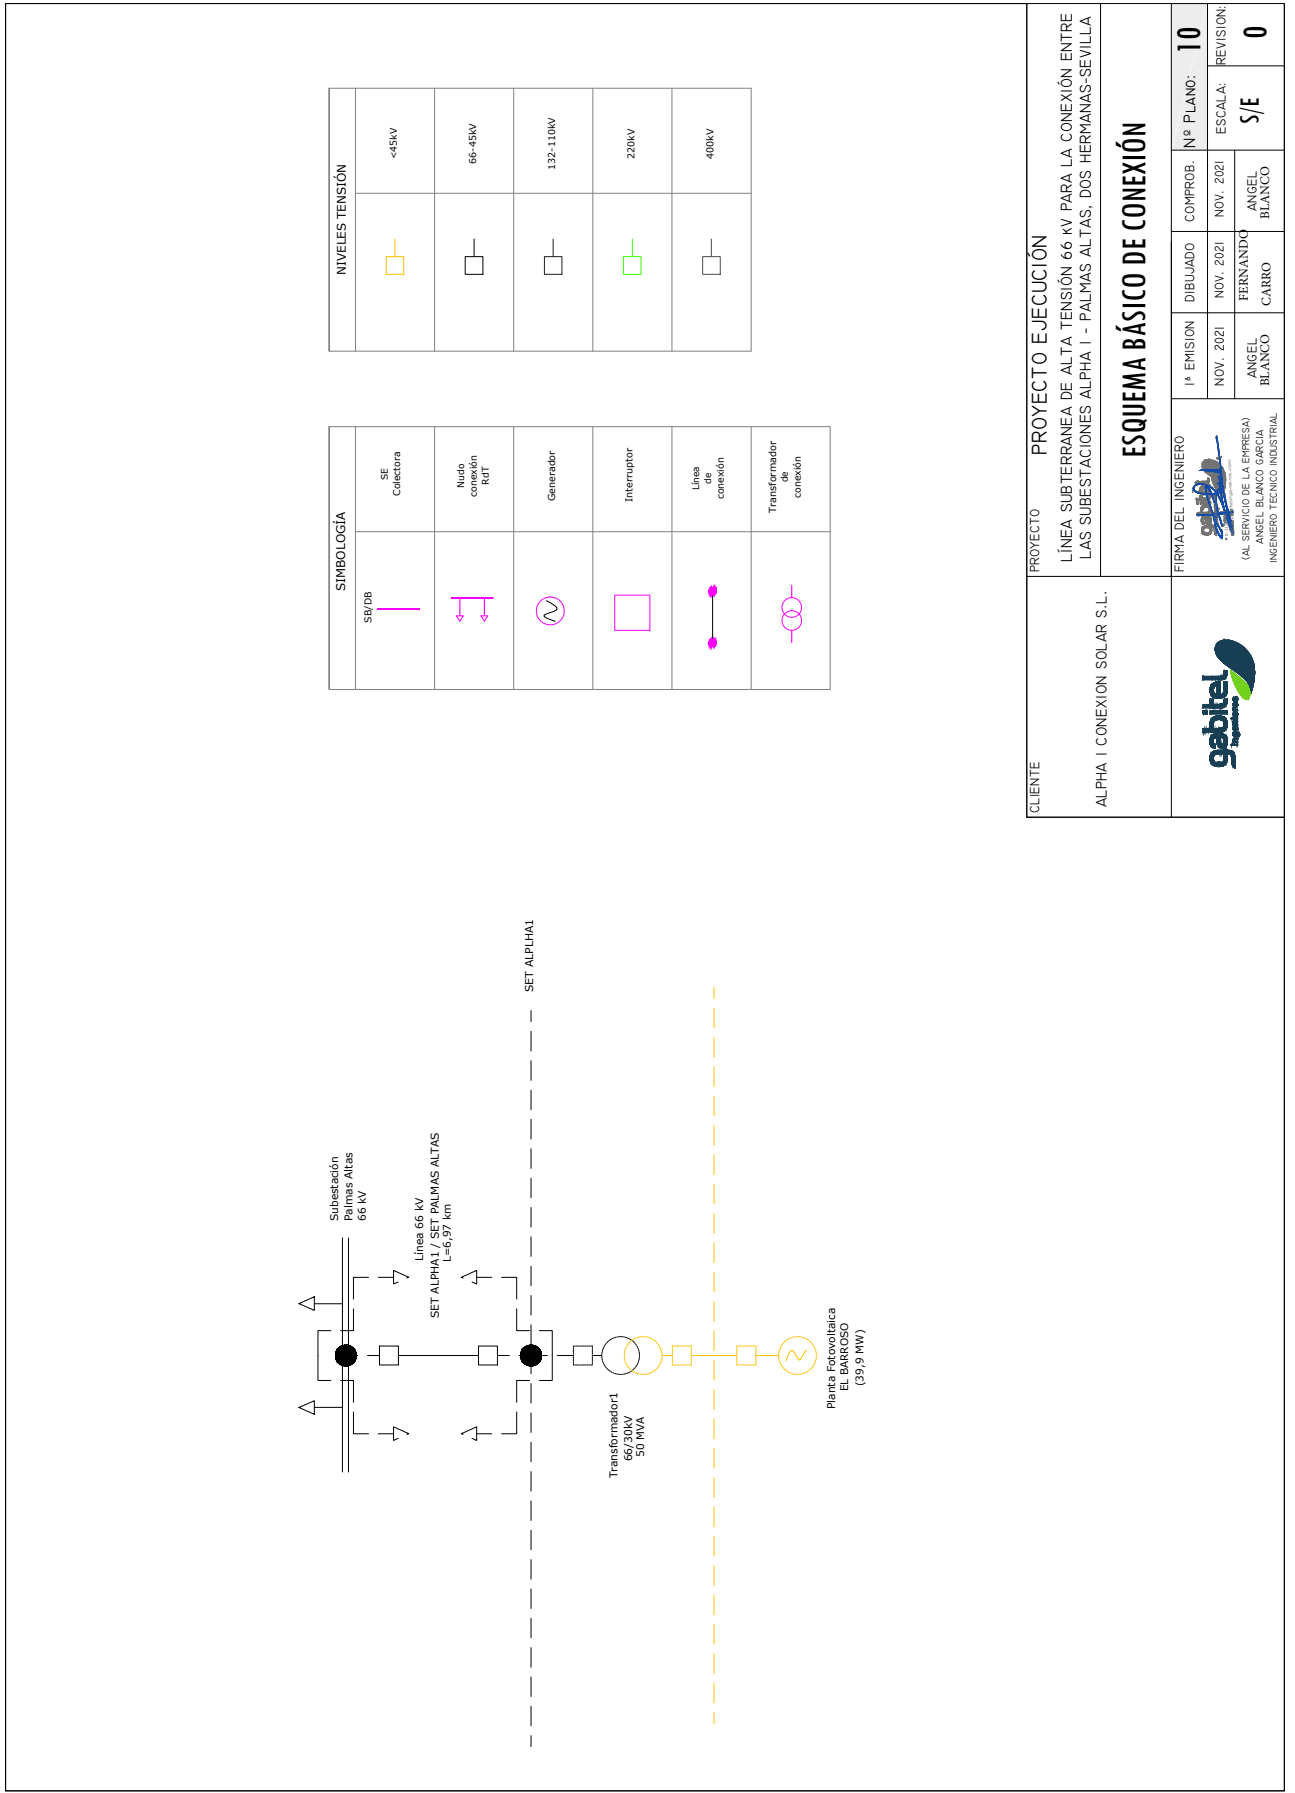 Subestación
Palmas Altas
66 kV
Línea 66 kV
SET ALPHA1 / SET PALMAS ALTAS
L=6,97 km
SET ALPLHA1
Transformador1
66/30kV
50 MVA
Planta Fotovoltaica
EL BARROSO
(39,9 MW)
SIMBOLOGÍA
SB/DB
SE
Colectora
Nudo
conexión
RdT
Generador
Interruptor
Línea
de
conexión
Transformador
de
conexión
NIVELES TENSIÓN
<45kV
66-45kV
132-110kV
220kV
400kV
CLIENTE
ALPHA I CONEXION SOLAR S.L.
gabitel
ingenieros
PROYECTO
PROYECTO EJECUCIÓN
LÍNEA SUBTERRANEA DE ALTA TENSIÓN 66 kV PARA LA CONEXIÓN ENTRE
LAS SUBESTACIONES ALPHA I - PALMAS ALTAS, DOS HERMANAS-SEVILLA
ESQUEMA BÁSICO DE CONEXIÓN
FIRMA DEL INGENIERO
gabitel
(AL SERVICIO DE LA EMPRESA)
ANGEL BLANCO GARCIA
INGENIERO TECNICO INDUSTRIAL
1ª EMISION
DIBUJADO
COMPROB.
Nº PLANO:
10
NOV. 2021
NOV. 2021
NOV. 2021
ESCALA:
REVISION:
ANGEL
BLANCO
FERNANDO
CARRO
ANGEL
BLANCO
S/E
0